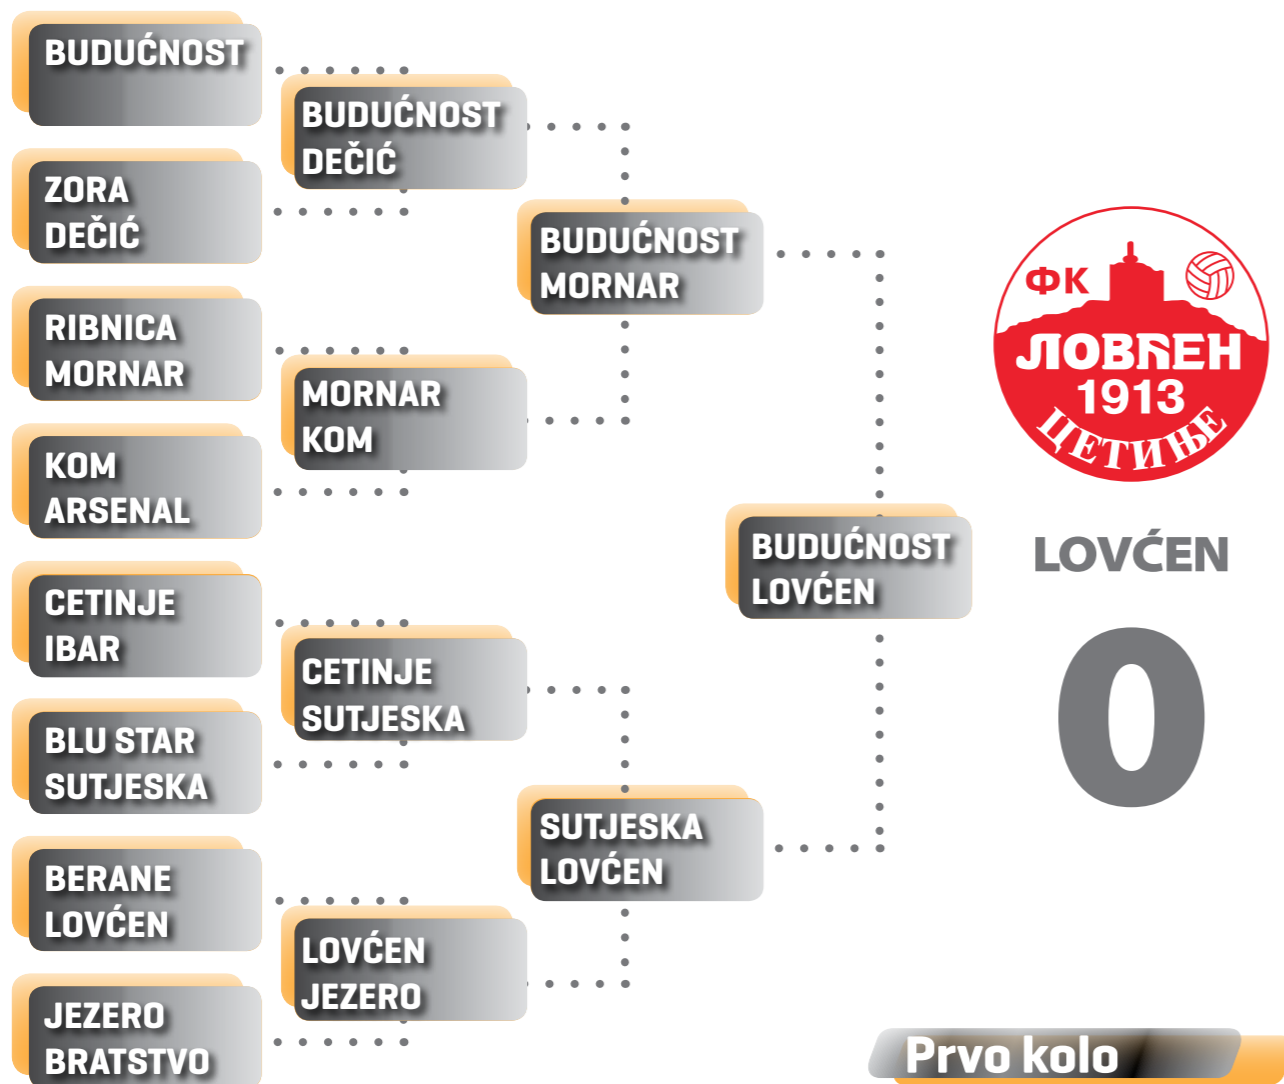 BUDUĆNOST
ZORA
DEČIĆ
RIBNICA
MORNAR
KOM
ARSENAL
CETINJE
IBAR
BLU STAR
SUTJESKA
BERANE
LOVĆEN
JEZERO
BRATSTVO
BUDUĆNOST
DEČIĆ
MORNAR
KOM
CETINJE
SUTJESKA
LOVĆEN
JEZERO
BUDUĆNOST
MORNAR
SUTJESKA
LOVĆEN
BUDUĆNOST
LOVĆEN
ФК
ЛОВЋЕН
1913
ЦЕТИЊЕ
LOVĆEN
0
Prvo kolo